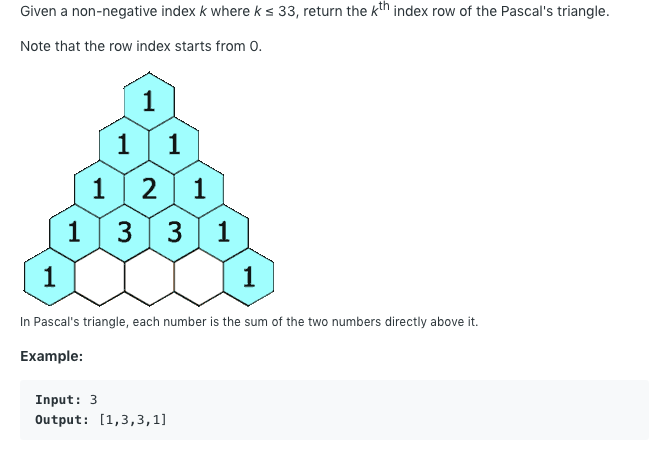 Given a non-negative index k where k ≤ 33, return the kth index row of the Pascal's triangle.
Note that the row index starts from 0.
1
1 1
1 2 1
1 3 3 1
1 1
In Pascal's triangle, each number is the sum of the two numbers directly above it.
Example:
Input: 3
Output: [1,3,3,1]